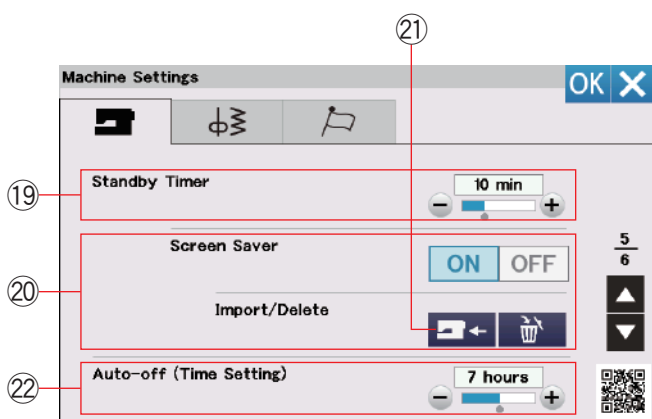 ㉑
Machine Settings
OK
⑲ Standby Timer 10 min
⑳ Screen Saver
ON OFF
5
6
Import/Delete
㉒ Auto-off (Time Setting) 7 hours